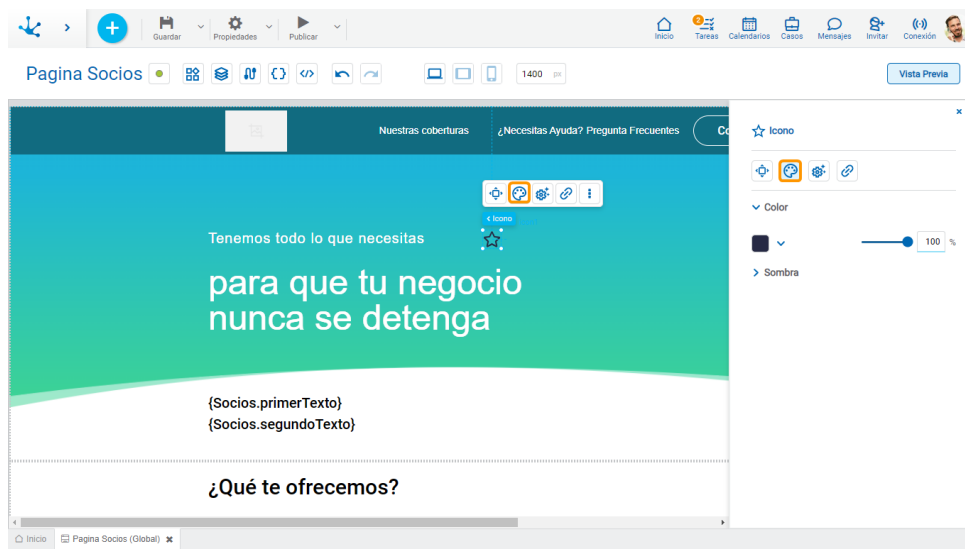 Guardar
Propiedades
Publicar
Inicio
2
Tareas
Calendarios
Casos
Mensajes
Invitar
Conexión
Pagina Socios
1400 px
Vista Previa
Nuestras coberturas
¿Necesitas Ayuda? Pregunta Frecuentes
Co
Icono
Tenemos todo lo que necesitas
para que tu negocio
nunca se detenga
{Socios.primerTexto}
{Socios.segundoTexto}
¿Qué te ofrecemos?
Icono
Color
100 %
Sombra
Inicio
Pagina Socios (Global)